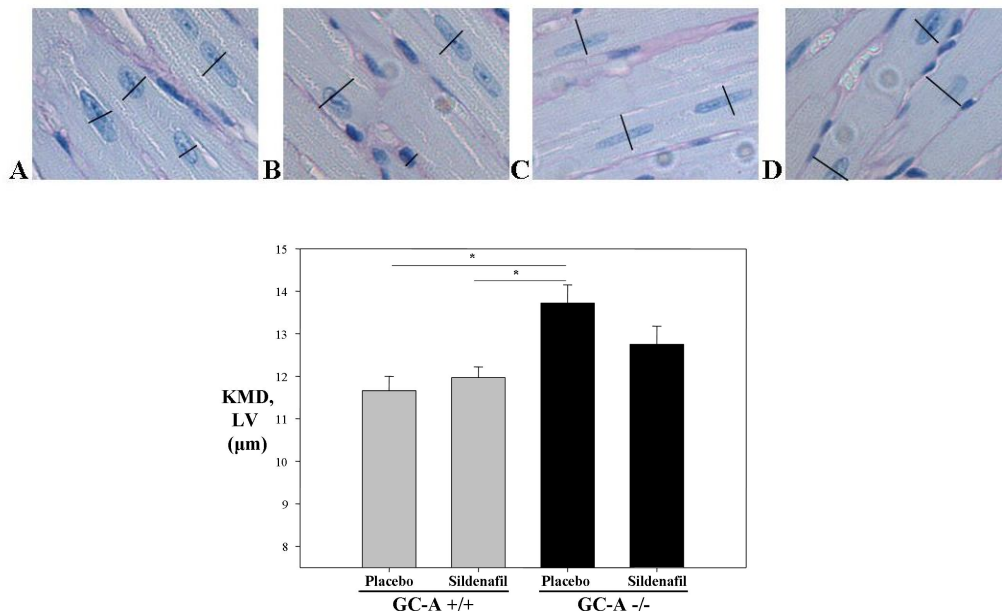 A B C D
*
*
15
14
13
12
11
10
9
8
KMD,
LV
(µm)
Placebo Sildenafil Placebo Sildenafil
GC-A +/+ GC-A -/-